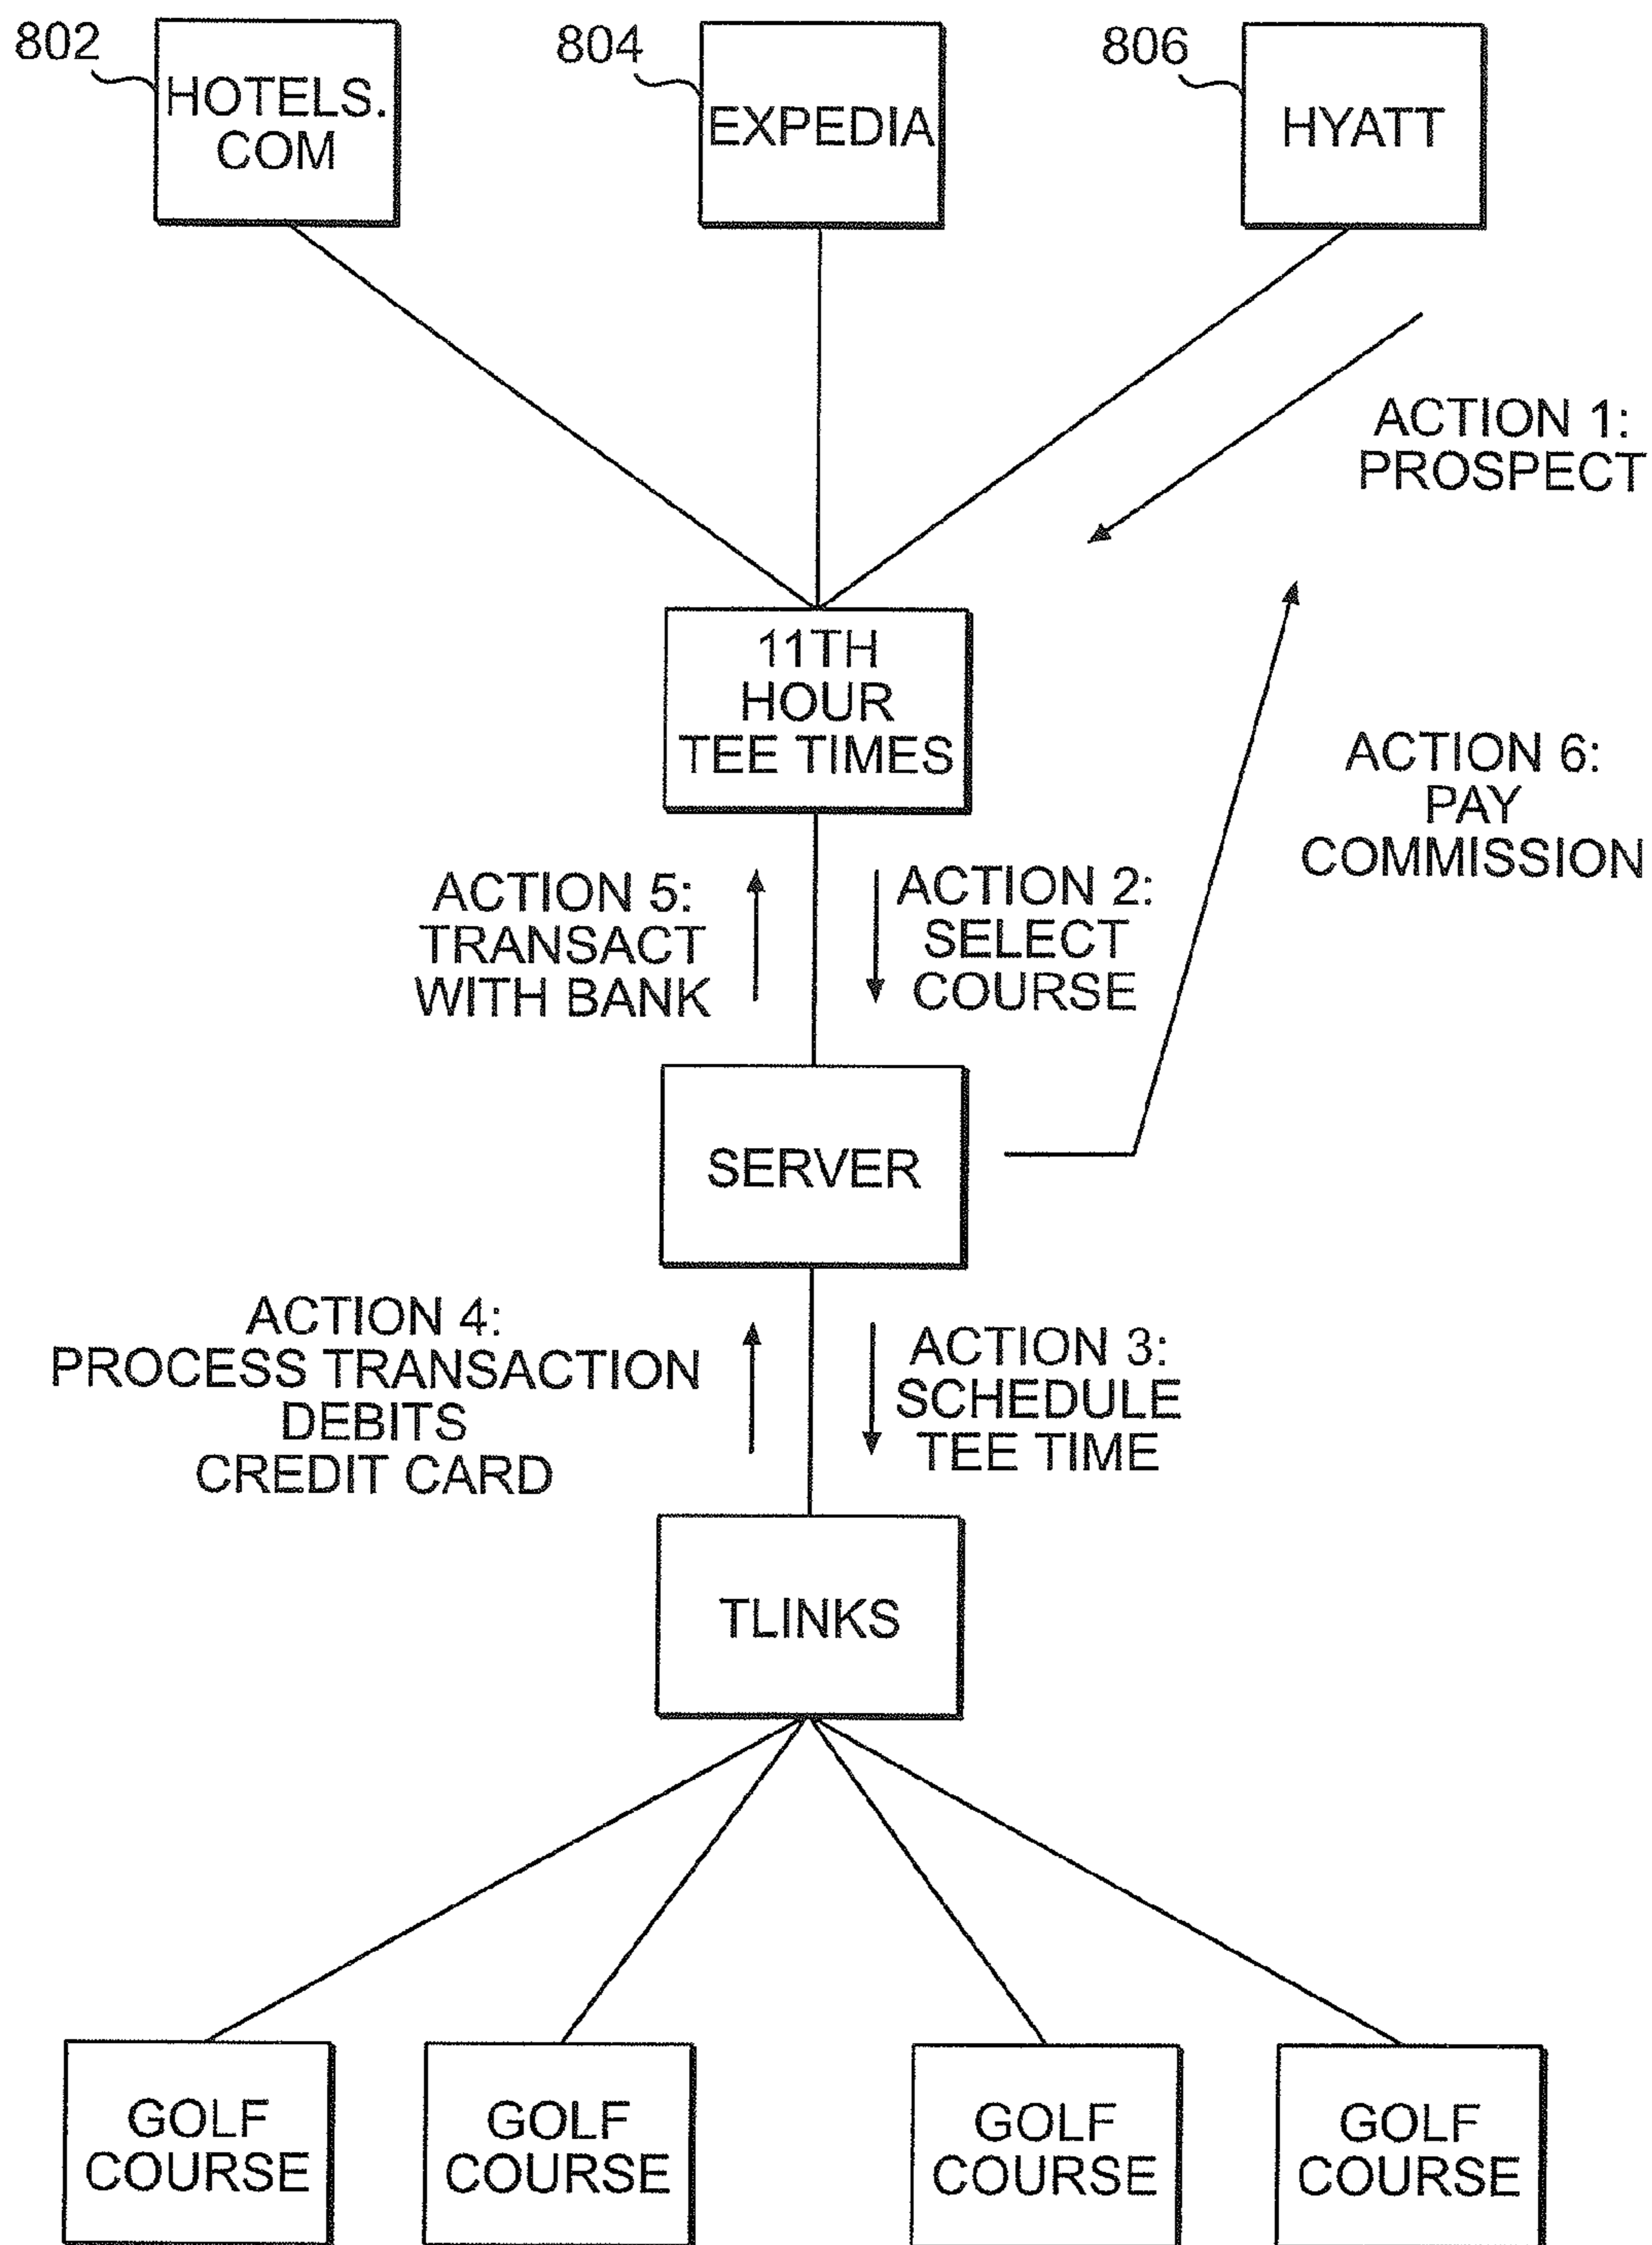 802
HOTELS.
COM
804
EXPEDIA
806
HYATT
ACTION 1:
PROSPECT
11TH
HOUR
TEE TIMES
ACTION 6:
PAY
COMMISSION
ACTION 5:
TRANSACT
WITH BANK
ACTION 2:
SELECT
COURSE
SERVER
ACTION 4:
PROCESS TRANSACTION
DEBITS
CREDIT CARD
ACTION 3:
SCHEDULE
TEE TIME
TLINKS
GOLF
COURSE
GOLF
COURSE
GOLF
COURSE
GOLF
COURSE